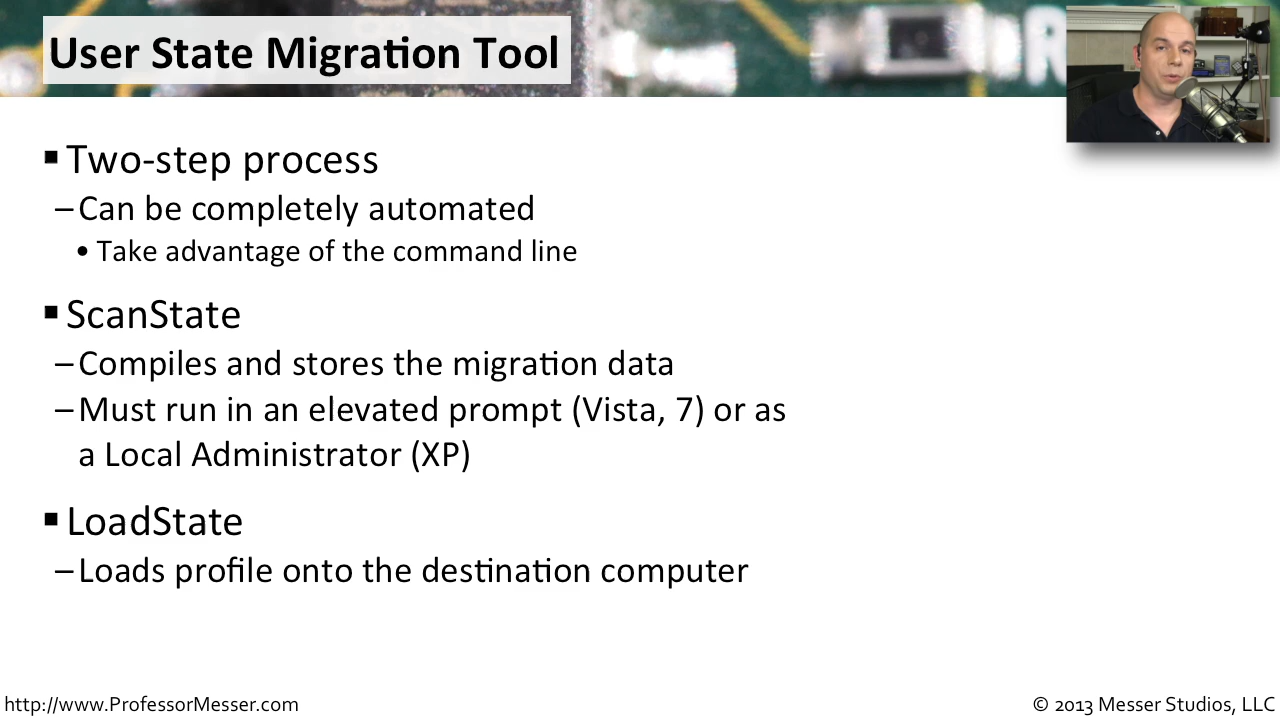 User State Migration Tool
R
▪ Two-step process
– Can be completely automated
• Take advantage of the command line
▪ ScanState
– Compiles and stores the migration data
– Must run in an elevated prompt (Vista, 7) or as
a Local Administrator (XP)
▪ LoadState
– Loads profile onto the destination computer
http://www.ProfessorMesser.com
© 2013 Messer Studios, LLC